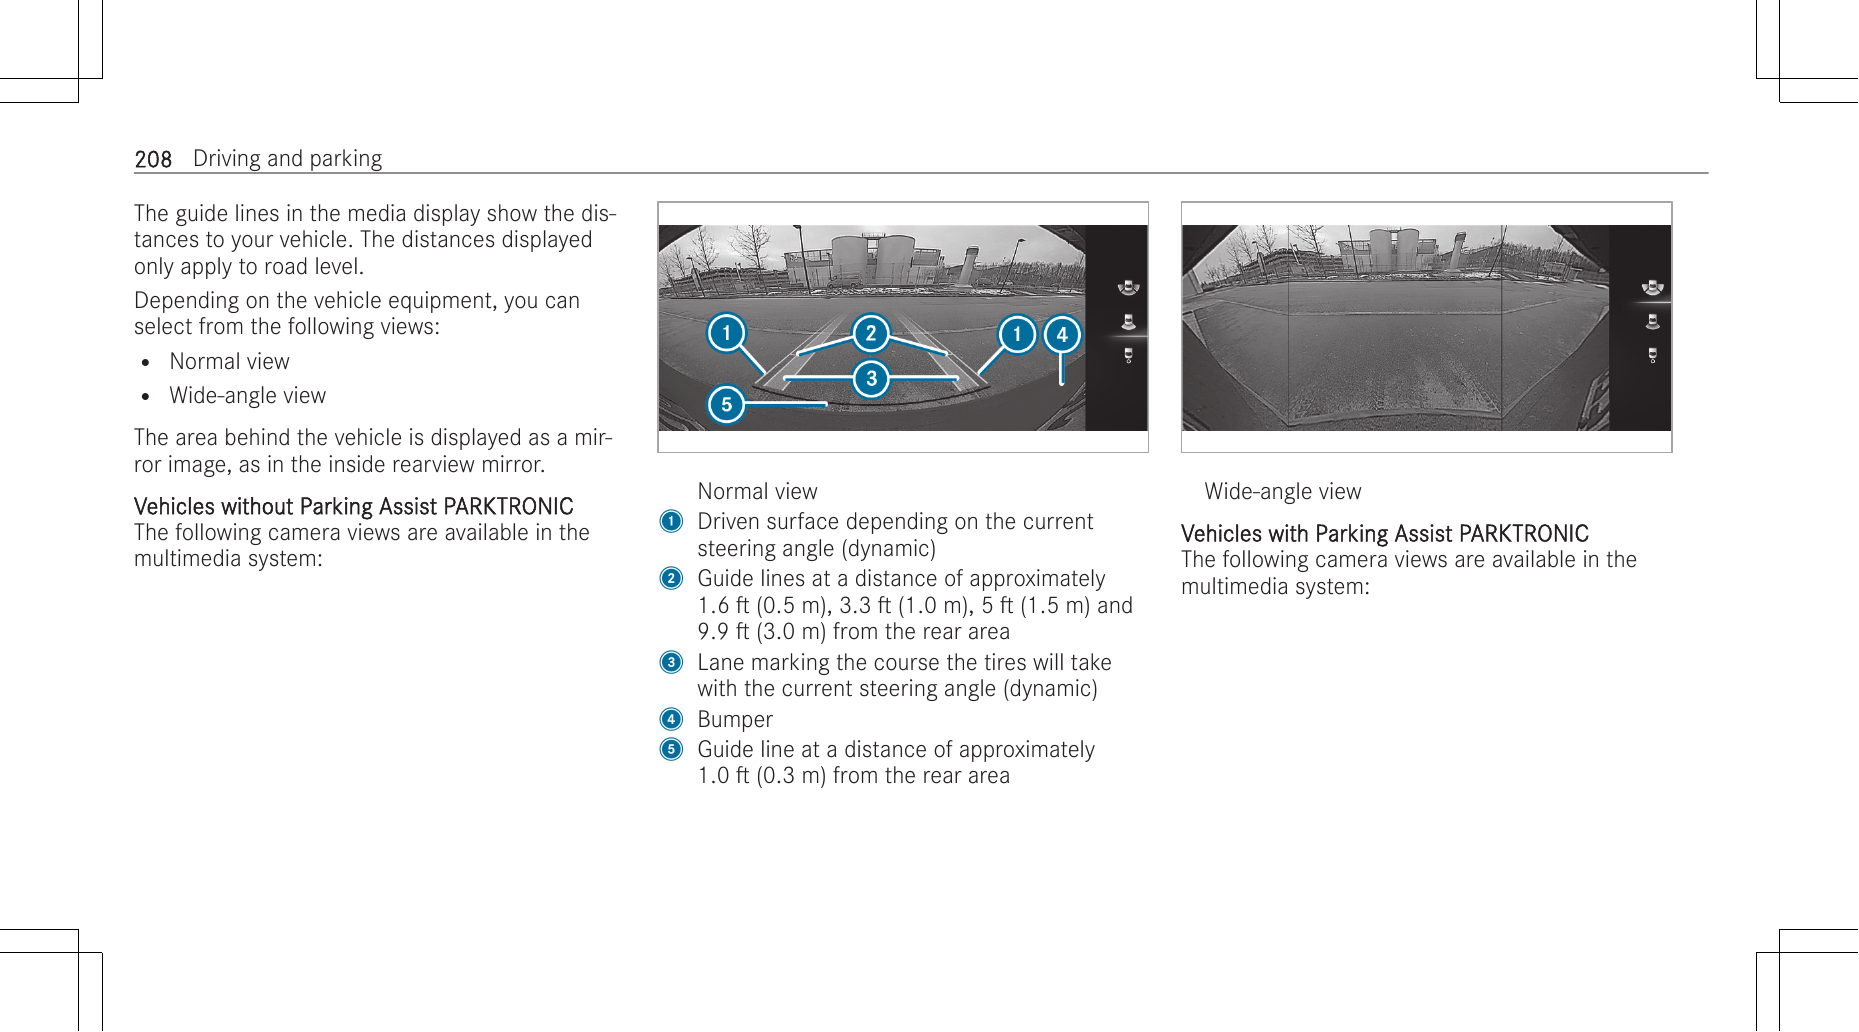 208 Driving and parking
The guide lines in the media display show the dis-
tances to your vehicle. The distances displayed
only apply to road level.
Depending on the vehicle equipment, you can
select from the following views:
• Normal view
• Wide-angle view
The area behind the vehicle is displayed as a mir-
ror image, as in the inside rearview mirror.
Vehicles without Parking Assist PARKTRONIC
The following camera views are available in the
multimedia system:
1 2 1 4
3
5
Normal view
1 Driven surface depending on the current
steering angle (dynamic)
2 Guide lines at a distance of approximately
1.6 ft (0.5 m), 3.3 ft (1.0 m), 5 ft (1.5 m) and
9.9 ft (3.0 m) from the rear area
3 Lane marking the course the tires will take
with the current steering angle (dynamic)
4 Bumper
5 Guide line at a distance of approximately
1.0 ft (0.3 m) from the rear area
Wide-angle view
Vehicles with Parking Assist PARKTRONIC
The following camera views are available in the
multimedia system: